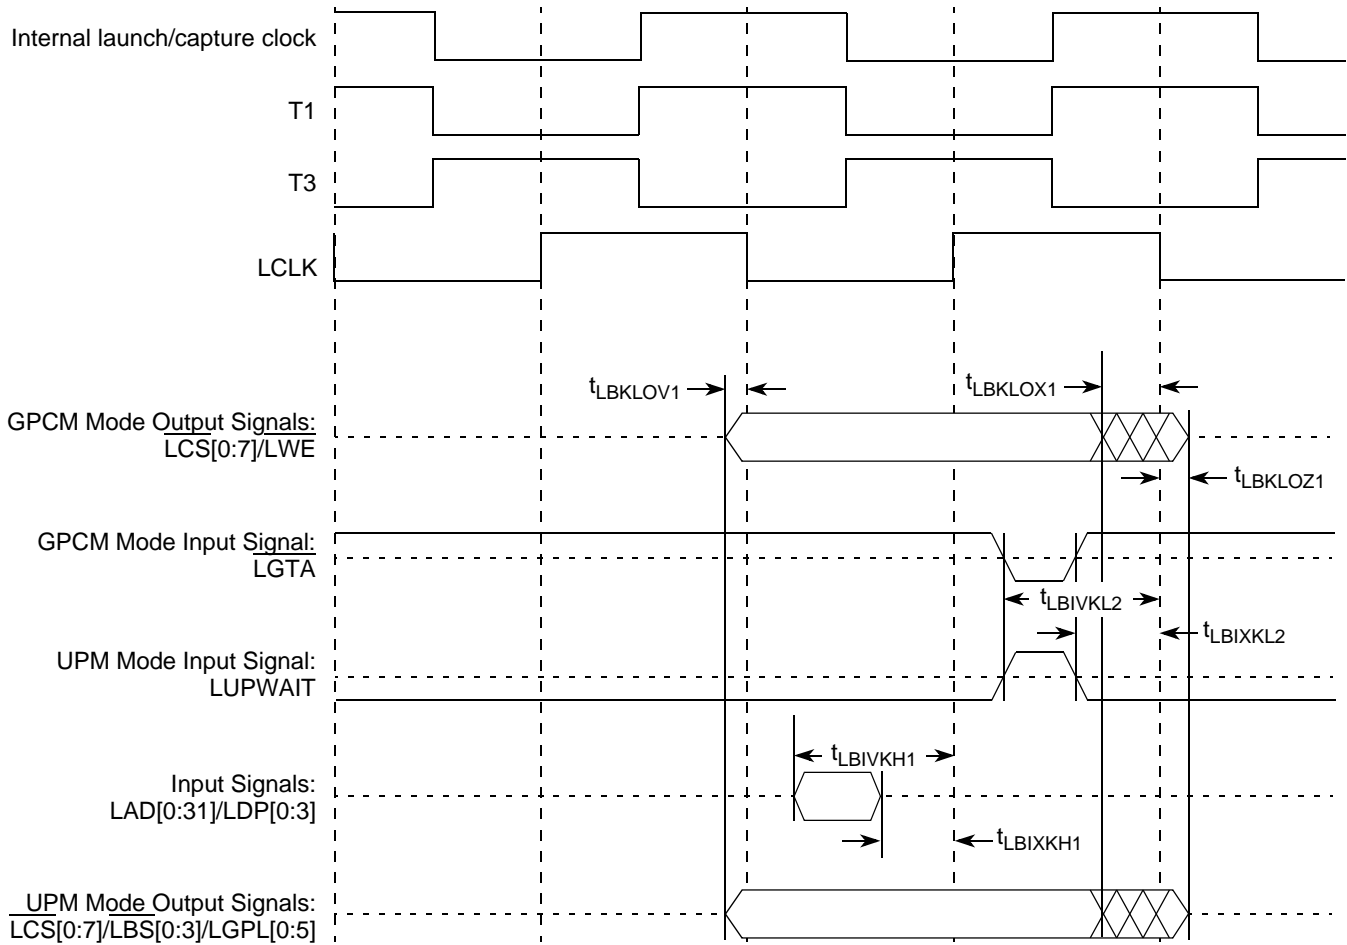 Internal launch/capture clock
T1
T3
LCLK
tLBKLOV1
tLBKLOX1
GPCM Mode Output Signals:
LCS[0:7]/LWE
tLBKLOZ1
GPCM Mode Input Signal:
LGTA
tLBIVKL2
tLBIXKL2
UPM Mode Input Signal:
LUPWAIT
tLBIVKH1
Input Signals:
LAD[0:31]/LDP[0:3]
tLBIXKH1
UPM Mode Output Signals:
LCS[0:7]/LBS[0:3]/LGPL[0:5]